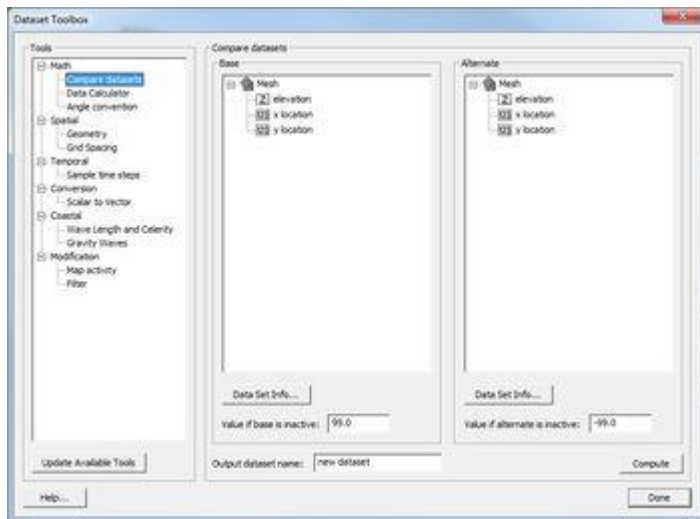 Dataset Toolbox
Tools
Math
Compare datasets
Data Calculator
Angle convention
Spatial
Geometry
Grid Spacing
Temporal
Sample time steps
Conversion
Scalar to Vector
Coastal
Wave Length and Celerity
Gravity Waves
Modification
Map activity
Filter
Update Available Tools
Help...
Compare datasets
Base
Mesh
Z elevation
123 x location
123 y location
Data Set Info...
Value if base is inactive: 99.0
Alternate
Mesh
Z elevation
123 x location
123 y location
Data Set Info...
Value if alternate is inactive: -99.0
Output dataset name: new dataset
Compute
Done